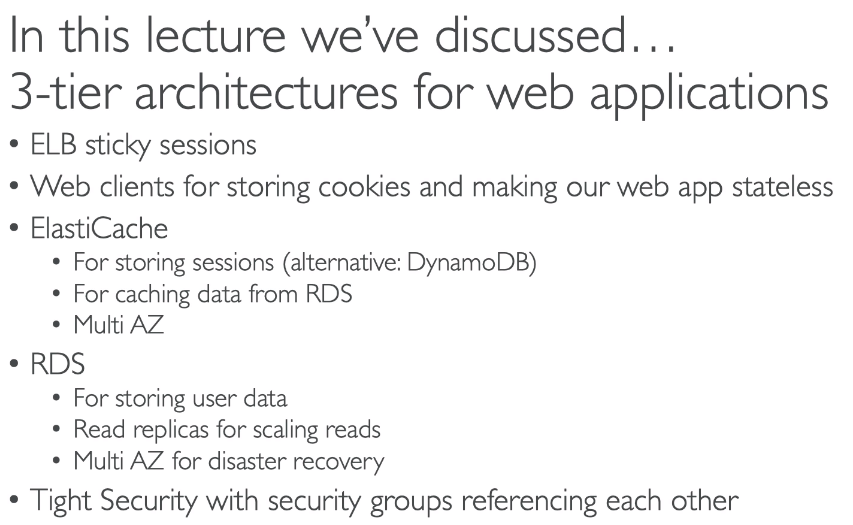 In this lecture we've discussed…
3-tier architectures for web applications
• ELB sticky sessions
• Web clients for storing cookies and making our web app stateless
• ElastiCache
• For storing sessions (alternative: DynamoDB)
• For caching data from RDS
• Multi AZ
• RDS
• For storing user data
• Read replicas for scaling reads
• Multi AZ for disaster recovery
• Tight Security with security groups referencing each other